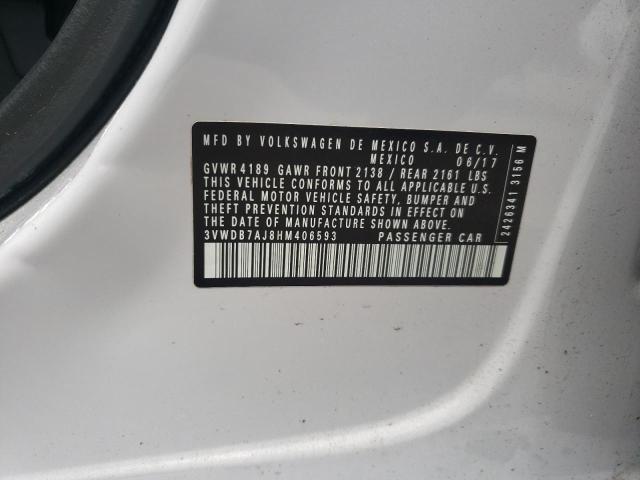 MFD BY VOLKSWAGEN DE MEXICO S.A. DE C.V.
MEXICO 06/17
GVWR 4189 GAWR FRONT 2138 / REAR 2161 LBS
THIS VEHICLE CONFORMS TO ALL APPLICABLE U.S.
FEDERAL MOTOR VEHICLE SAFETY, BUMPER AND
THEFT PREVENTION STANDARDS IN EFFECT ON
THE DATE OF MANUFACTURE SHOWN ABOVE.
3VWDB7AJ8HM406593 PASSENGER CAR
2426341 3156 M